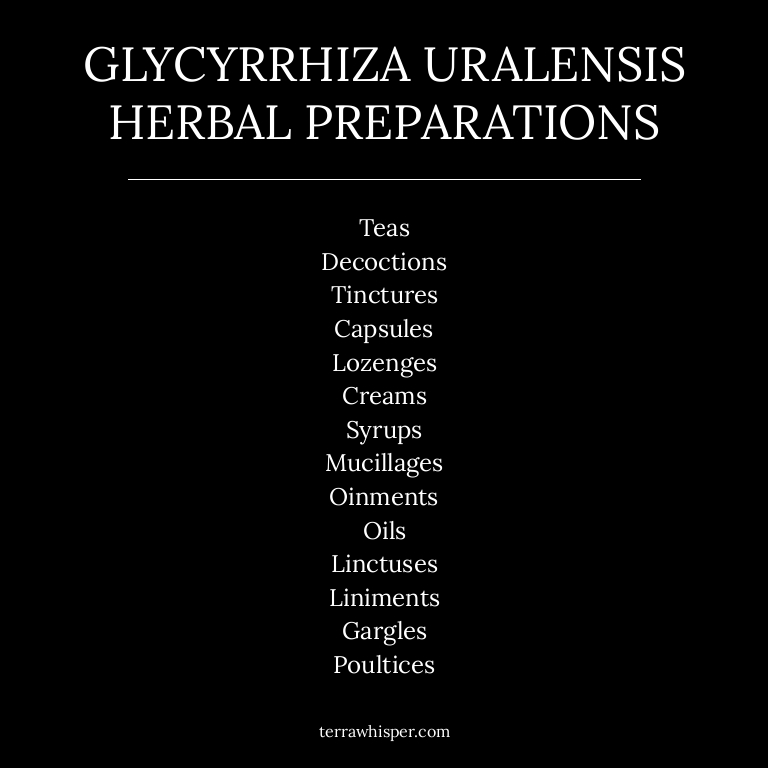 GLYCYRRHIZA URALENSIS
HERBAL PREPARATIONS
Teas
Decoctions
Tinctures
Capsules
Lozenges
Creams
Syrups
Mucillages
Oinments
Oils
Linctuses
Liniments
Gargles
Poultices
terrawhisper.com